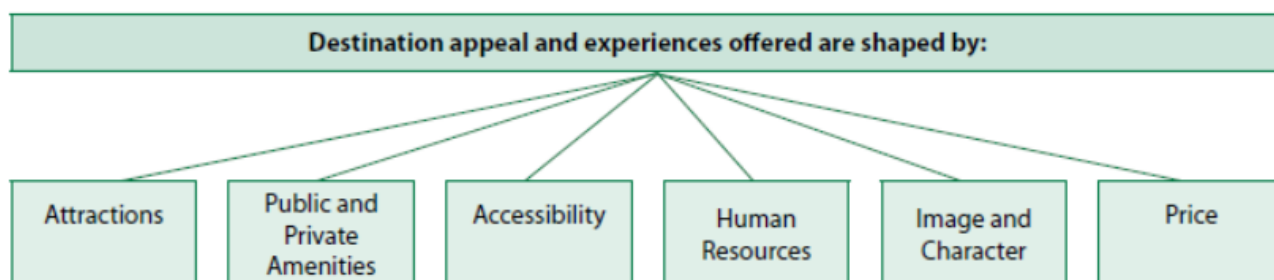 Destination appeal and experiences offered are shaped by:
Attractions
Public and
Private
Amenities
Accessibility
Human
Resources
Image and
Character
Price